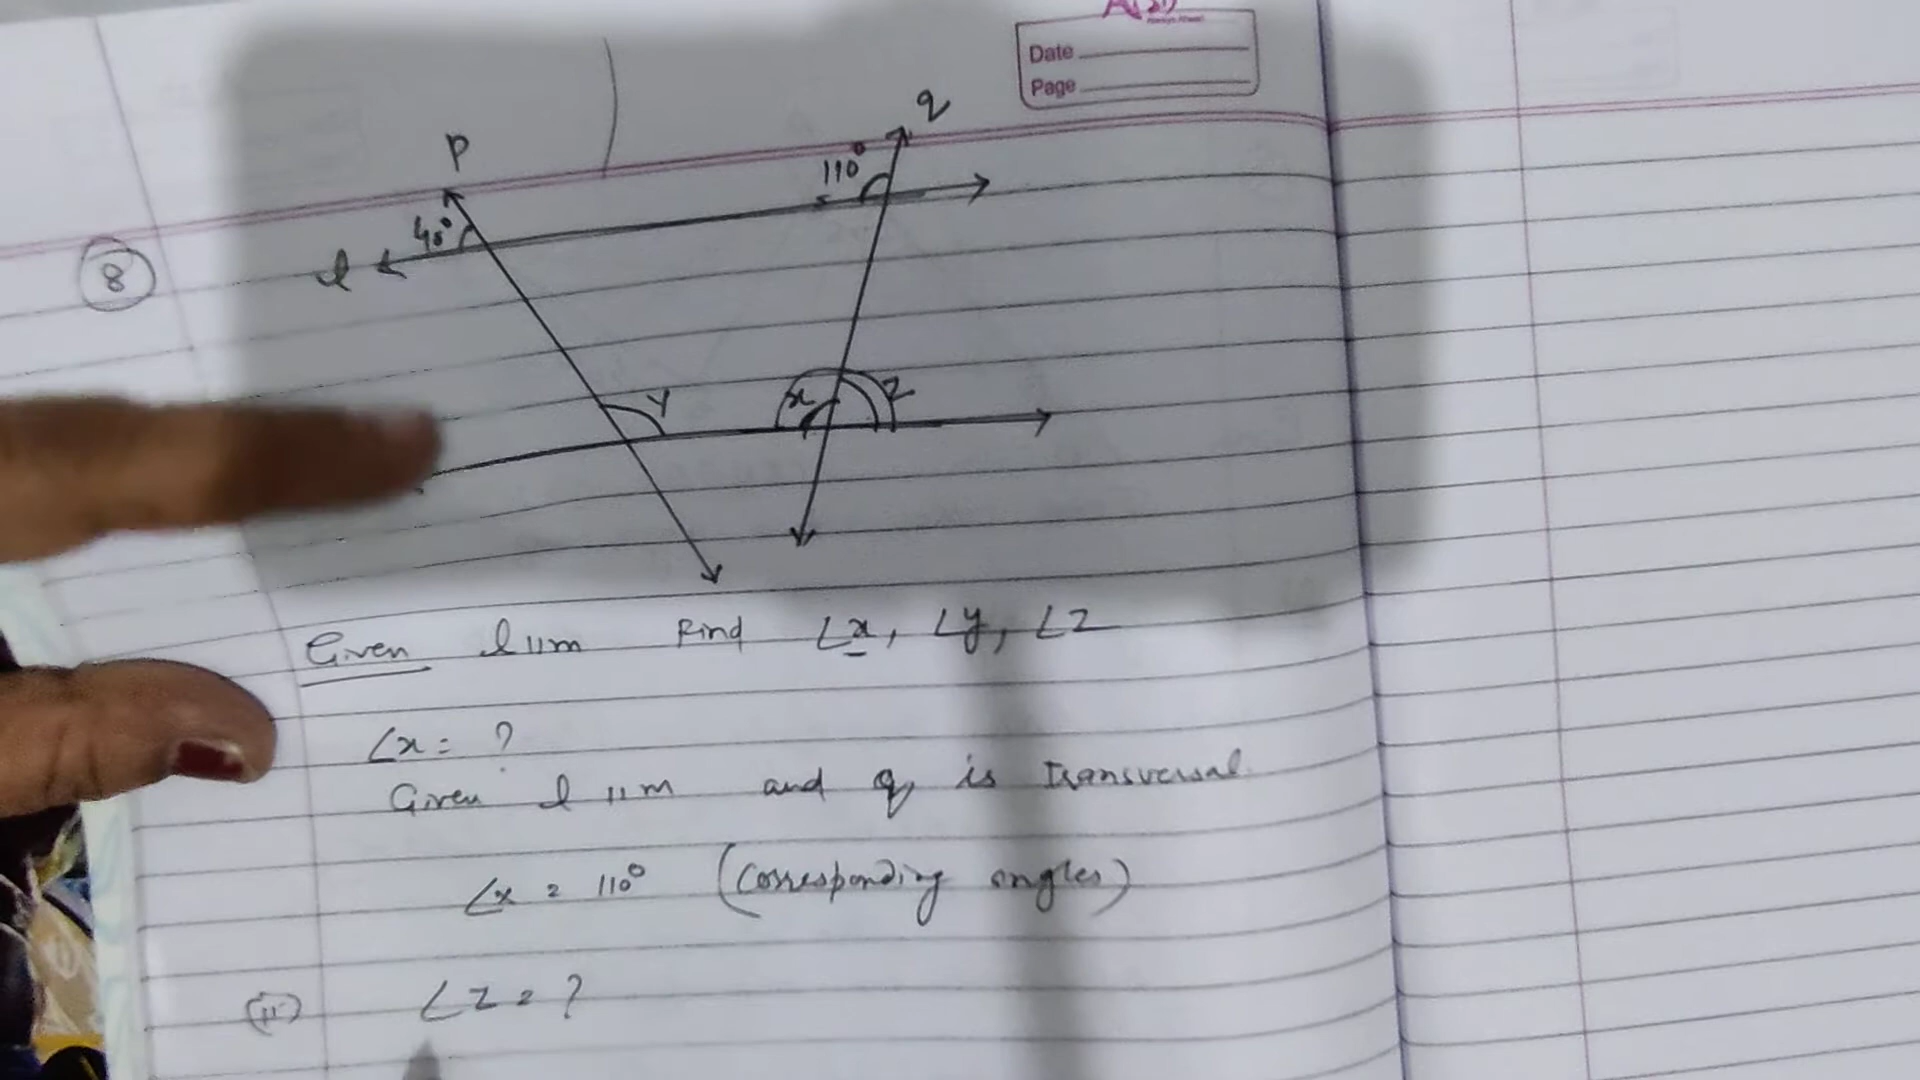 Date
Page
q
P
110°
40°
l
8
y
x
z
Given l || m Find ∠x, ∠y, ∠z
∠x = ?
Given l || m and q is transversal.
∠x = 110° (Corresponding angles)
(ii) ∠z = ?